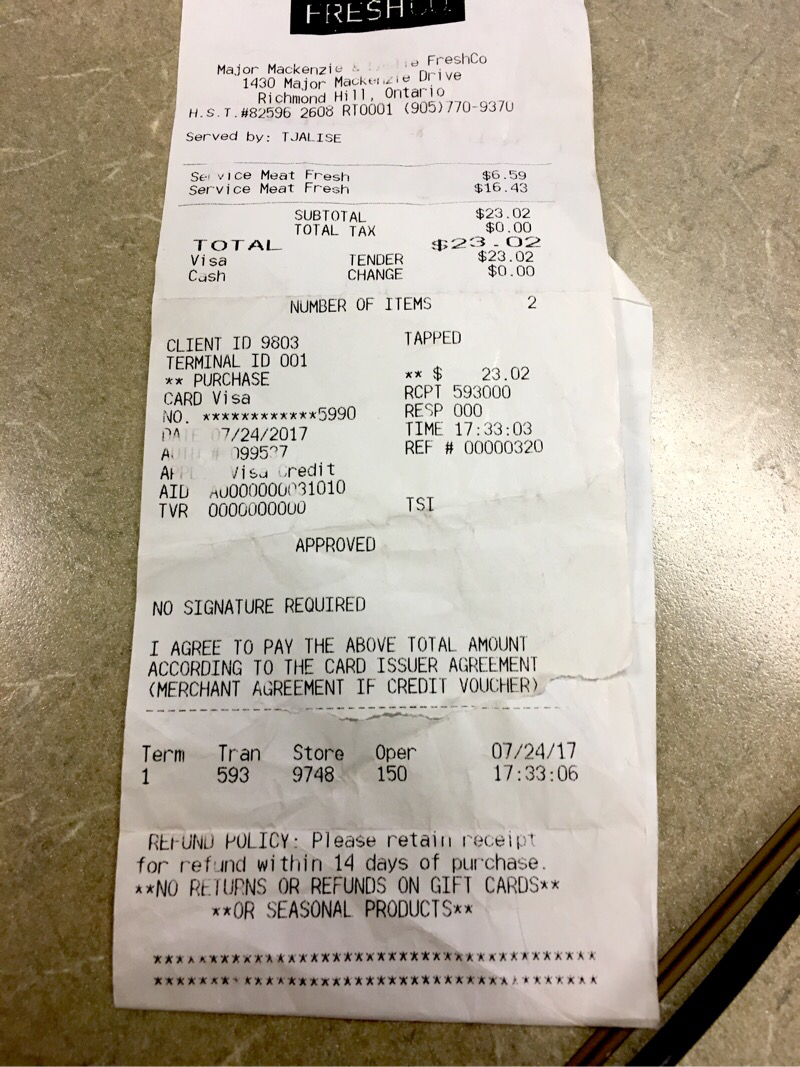 FRESHCO.
Major Mackenzie & FreshCo
1430 Major Mackenzie Drive
Richmond Hill, Ontario
H.S.T.#82596 2608 RT0001 (905)770-9370
Served by: TJALISE
Service Meat Fresh $6.59
Service Meat Fresh $16.43
SUBTOTAL $23.02
TOTAL TAX $0.00
TOTAL $23.02
Visa TENDER $23.02
Cash CHANGE $0.00
NUMBER OF ITEMS 2
CLIENT ID 9803 TAPPED
TERMINAL ID 001
** PURCHASE ** $ 23.02
CARD Visa RCPT 593000
NO. ************5990 RESP 000
DATE 07/24/2017 TIME 17:33:03
AUTH # 099537 REF # 00000320
APPL Visa Credit
AID A0000000031010
TVR 0000000000 TSI
APPROVED
NO SIGNATURE REQUIRED
I AGREE TO PAY THE ABOVE TOTAL AMOUNT
ACCORDING TO THE CARD ISSUER AGREEMENT
(MERCHANT AGREEMENT IF CREDIT VOUCHER)
Term Tran Store Oper 07/24/17
1 593 9748 150 17:33:06
REFUND POLICY: Please retain receipt
for refund within 14 days of purchase.
**NO RETURNS OR REFUNDS ON GIFT CARDS**
**OR SEASONAL PRODUCTS**
******************************************
******************************************